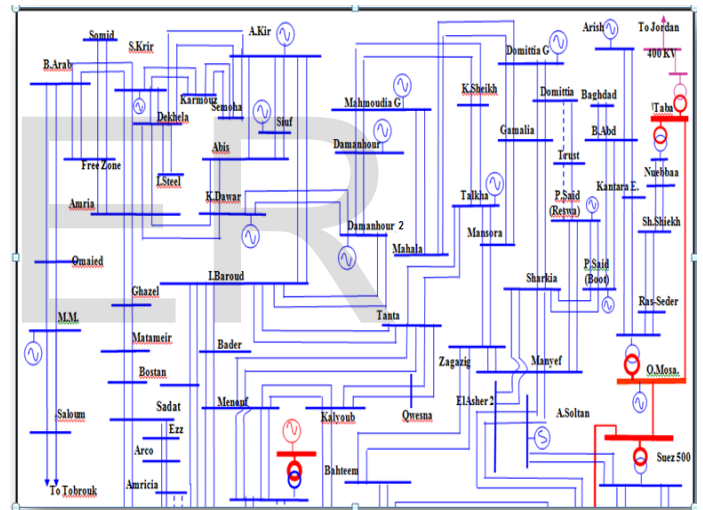 Somid
S.Krir
A.Kir
Domittia G
Arish
To Jordan
400 KV
B.Arab
Karmouz
Semoha
Mahmoudia G
K.Sheikh
Domittia
Baghdad
Taba
Dekhela
Siuf
Damanhour
Gamalia
B.Abd
Free Zone
I.Steel
Abis
Trust
Nuebbaa
Amria
K.Dawar
Talkha
P.Said
(Reswa)
Kantara E.
Damanhour 2
Mahala
Mansora
Sh.Shiekh
Omaied
I.Baroud
Sharkia
P.Said
(Boot)
Ghazel
Ras-Seder
M.M.
Tanta
Matameir
Bader
Zagazig
Manyef
O.Mosa.
Bostan
Saloum
Sadat
Menouf
Kalyoub
Qwesna
ElAsher 2
A.Soltan
Ezz
Arco
Suez 500
Amricia
Bahteem
S
To Tobrouk
ER